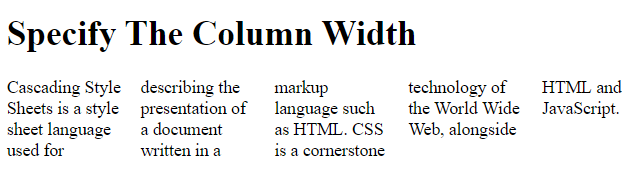 Specify The Column Width
Cascading Style
Sheets is a style
sheet language
used for
describing the
presentation of
a document
written in a
markup
language such
as HTML. CSS
is a cornerstone
technology of
the World Wide
Web, alongside
HTML and
JavaScript.